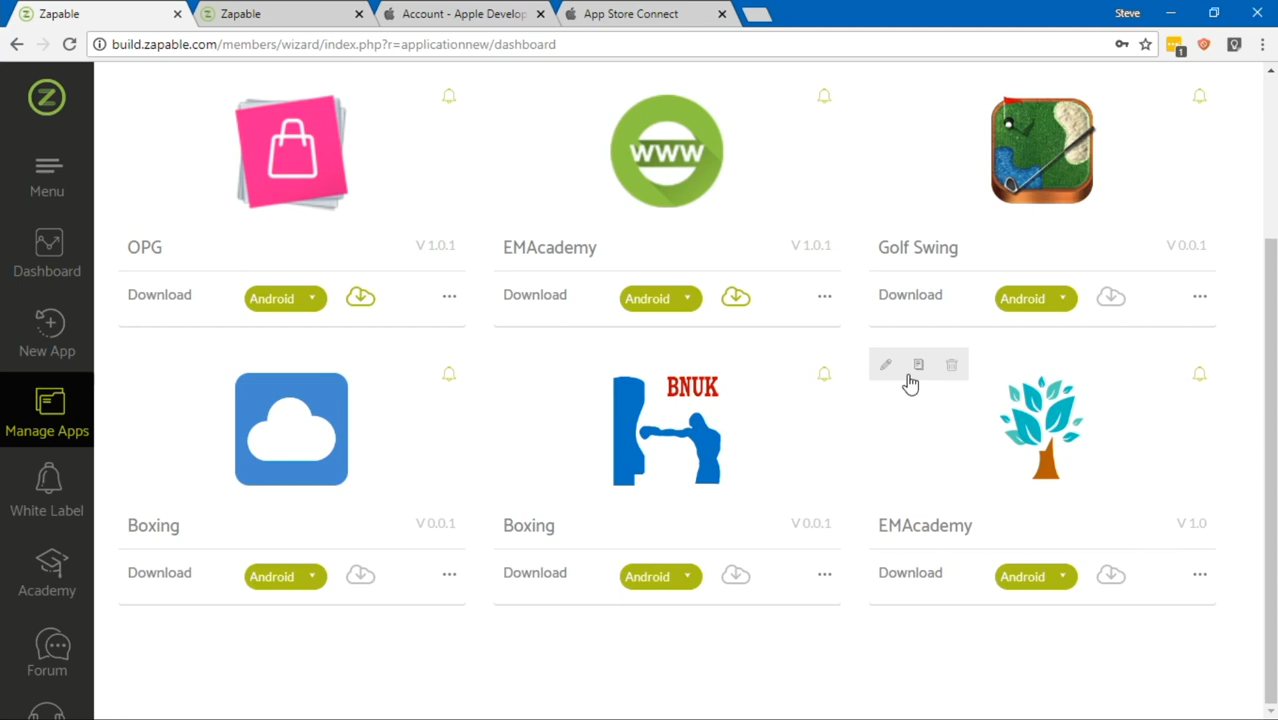 Zapable
Zapable
Account - Apple Develop
App Store Connect
Steve
build.zapable.com/members/wizard/index.php?r=applicationnew/dashboard
1
Z
Menu
Dashboard
New App
Manage Apps
White Label
Academy
Forum
WWW
OPG V 1.0.1
EMAcademy V 1.0.1
Golf Swing V 0.0.1
Download Android
Download Android
Download Android
BNUK
Boxing V 0.0.1
Boxing V 0.0.1
EMAcademy V 1.0
Download Android
Download Android
Download Android